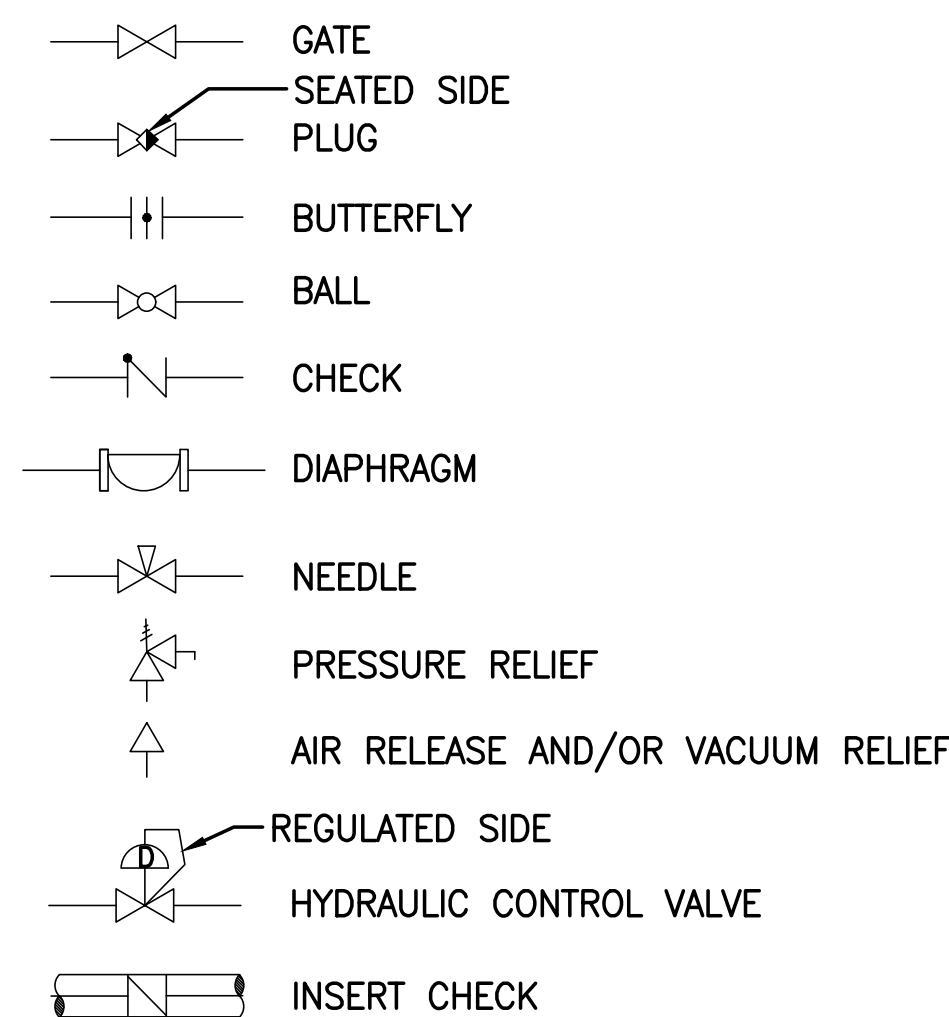 GATE
SEATED SIDE
PLUG
BUTTERFLY
BALL
CHECK
DIAPHRAGM
NEEDLE
PRESSURE RELIEF
AIR RELEASE AND/OR VACUUM RELIEF
REGULATED SIDE
D
HYDRAULIC CONTROL VALVE
INSERT CHECK